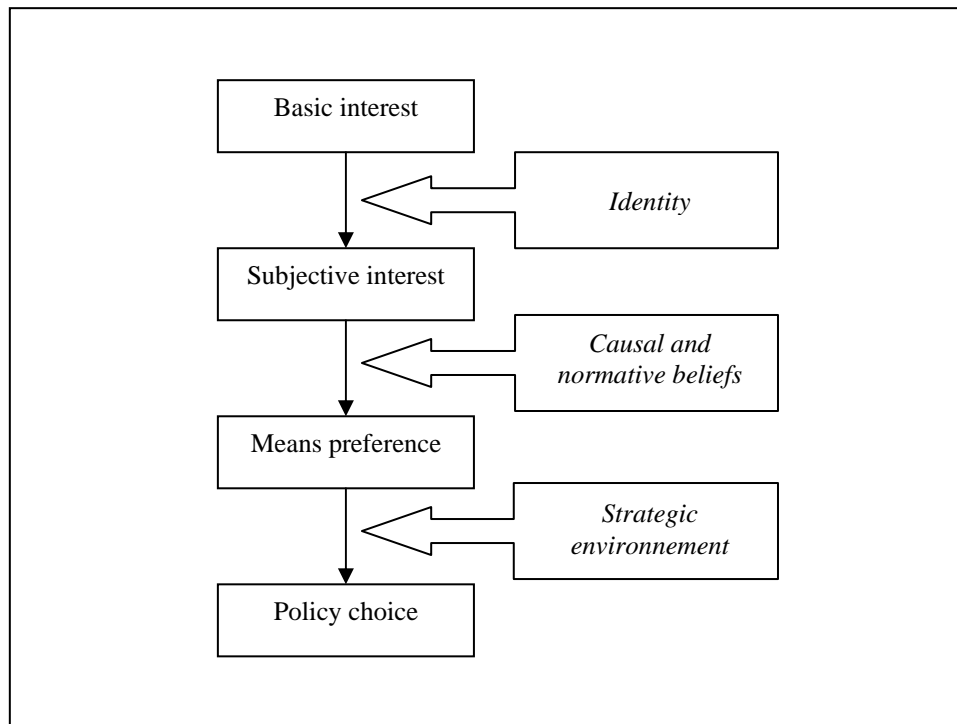 Basic interest
Identity
Subjective interest
Causal and
normative beliefs
Means preference
Strategic
environnement
Policy choice